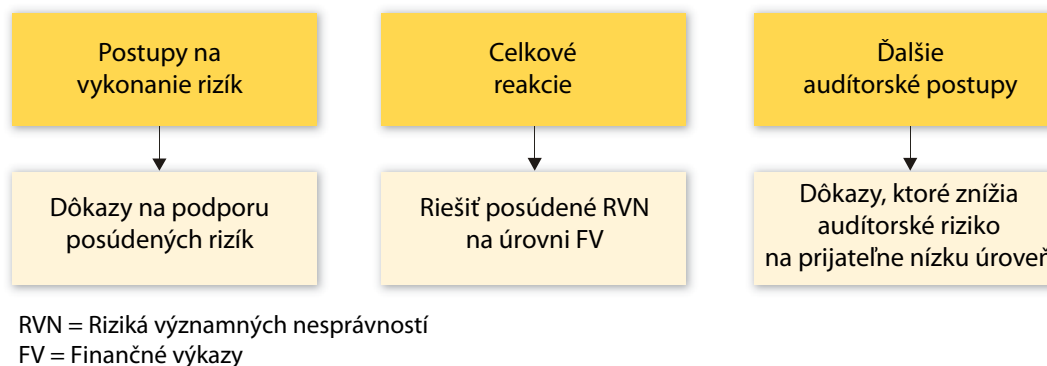 Postupy na
vykonanie rizík
Celkové
reakcie
Ďalšie
audítorské postupy
Dôkazy na podporu
posúdených rizík
Riešiť posúdené RVN
na úrovni FV
Dôkazy, ktoré znížia
audítorské riziko
na prijateľne nízku úroveň
RVN = Riziká významných nesprávností
FV = Finančné výkazy